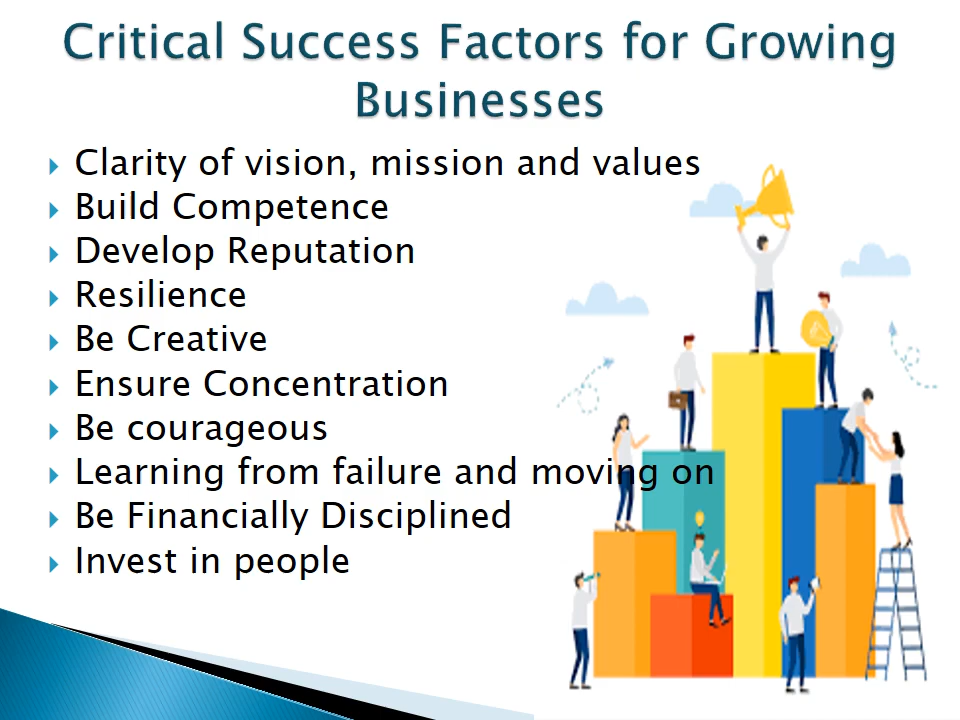 Critical Success Factors for Growing
Businesses
Clarity of vision, mission and values
Build Competence
Develop Reputation
Resilience
Be Creative
Ensure Concentration
Be courageous
Learning from failure and moving on
Be Financially Disciplined
Invest in people